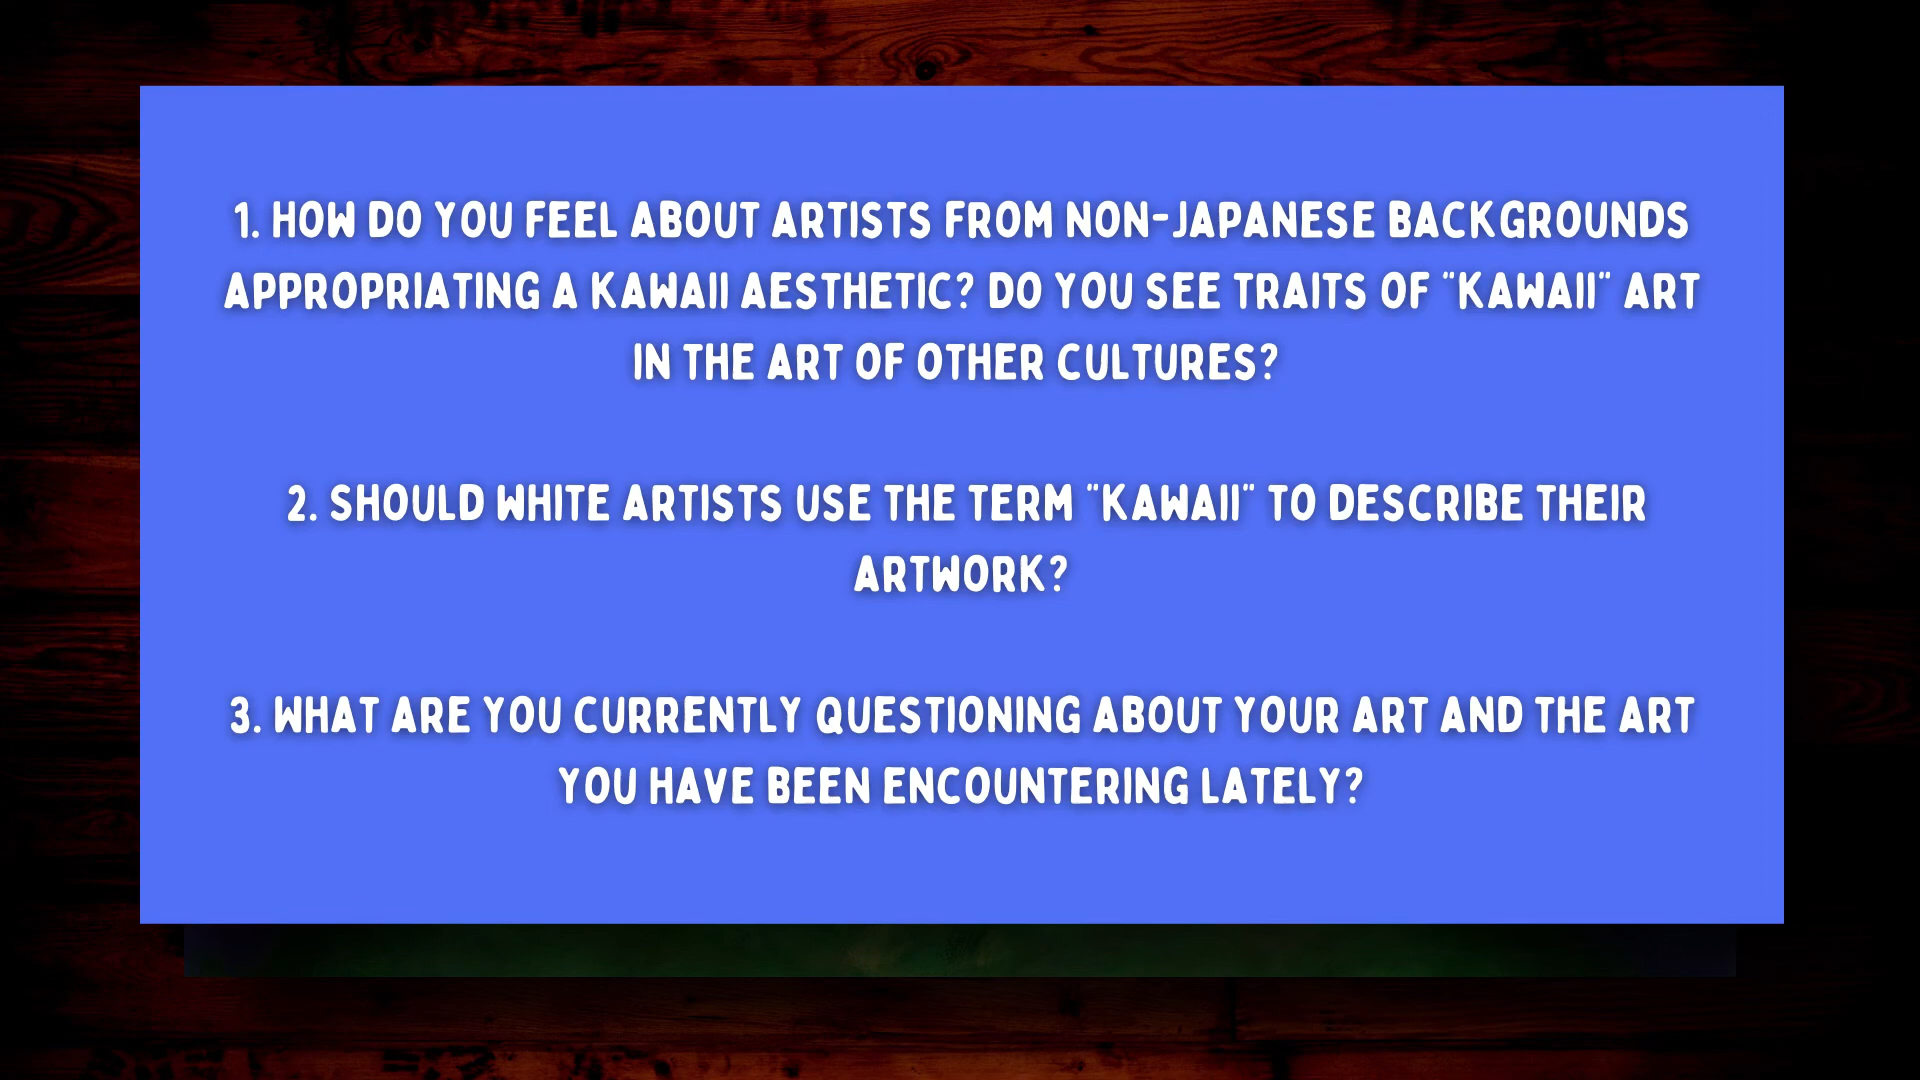 1. HOW DO YOU FEEL ABOUT ARTISTS FROM NON-JAPANESE BACKGROUNDS
APPROPRIATING A KAWAII AESTHETIC? DO YOU SEE TRAITS OF "KAWAII" ART
IN THE ART OF OTHER CULTURES?
2. SHOULD WHITE ARTISTS USE THE TERM "KAWAII" TO DESCRIBE THEIR
ARTWORK?
3. WHAT ARE YOU CURRENTLY QUESTIONING ABOUT YOUR ART AND THE ART
YOU HAVE BEEN ENCOUNTERING LATELY?